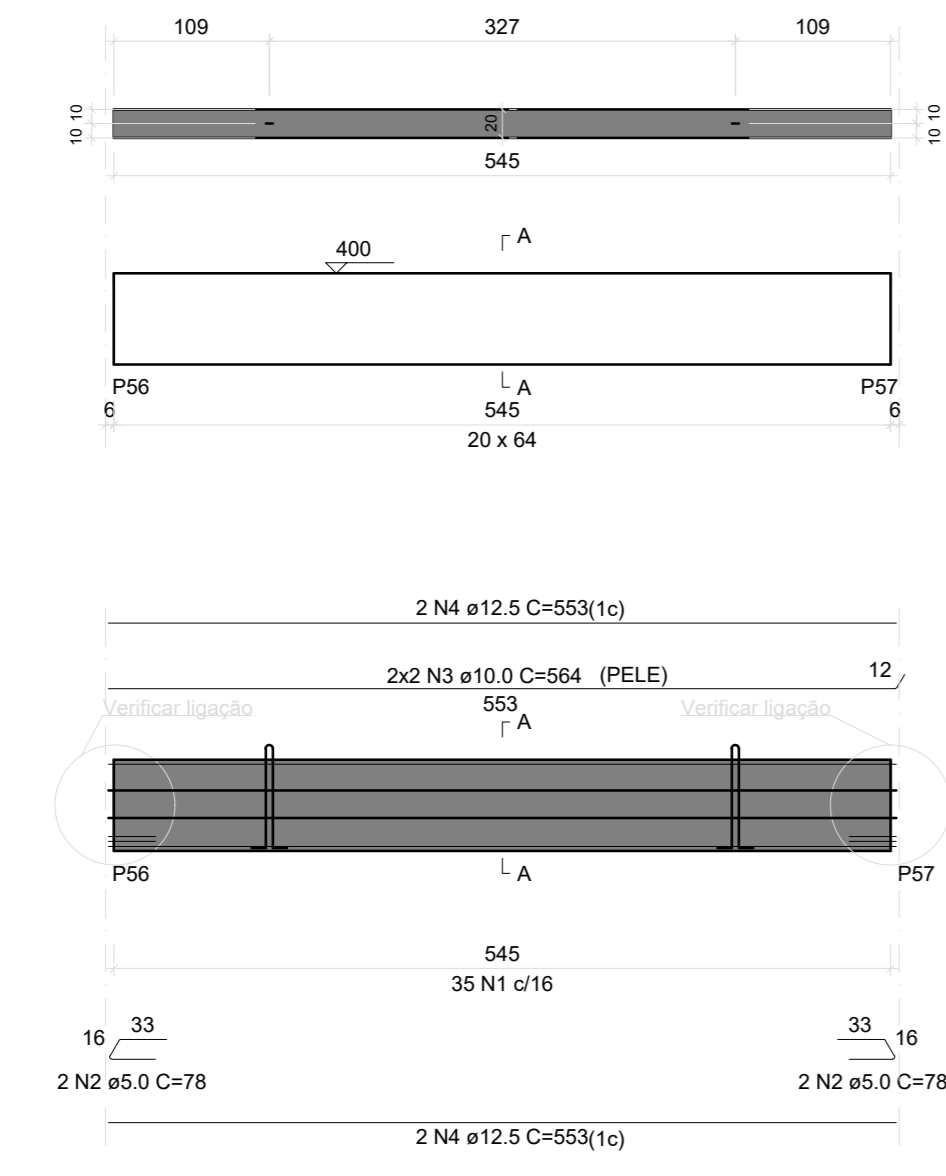 109 327 109
10 10 20 10 10
545
A
400
P56 A P57
6 545 6
20 x 64
2 N4 ø12.5 C=553(1c)
2x2 N3 ø10.0 C=564 (PELE) 12
Verificar ligação 553 Verificar ligação
A
P56 A P57
545
35 N1 c/16
16 33 33 16
2 N2 ø5.0 C=78 2 N2 ø5.0 C=78
2 N4 ø12.5 C=553(1c)